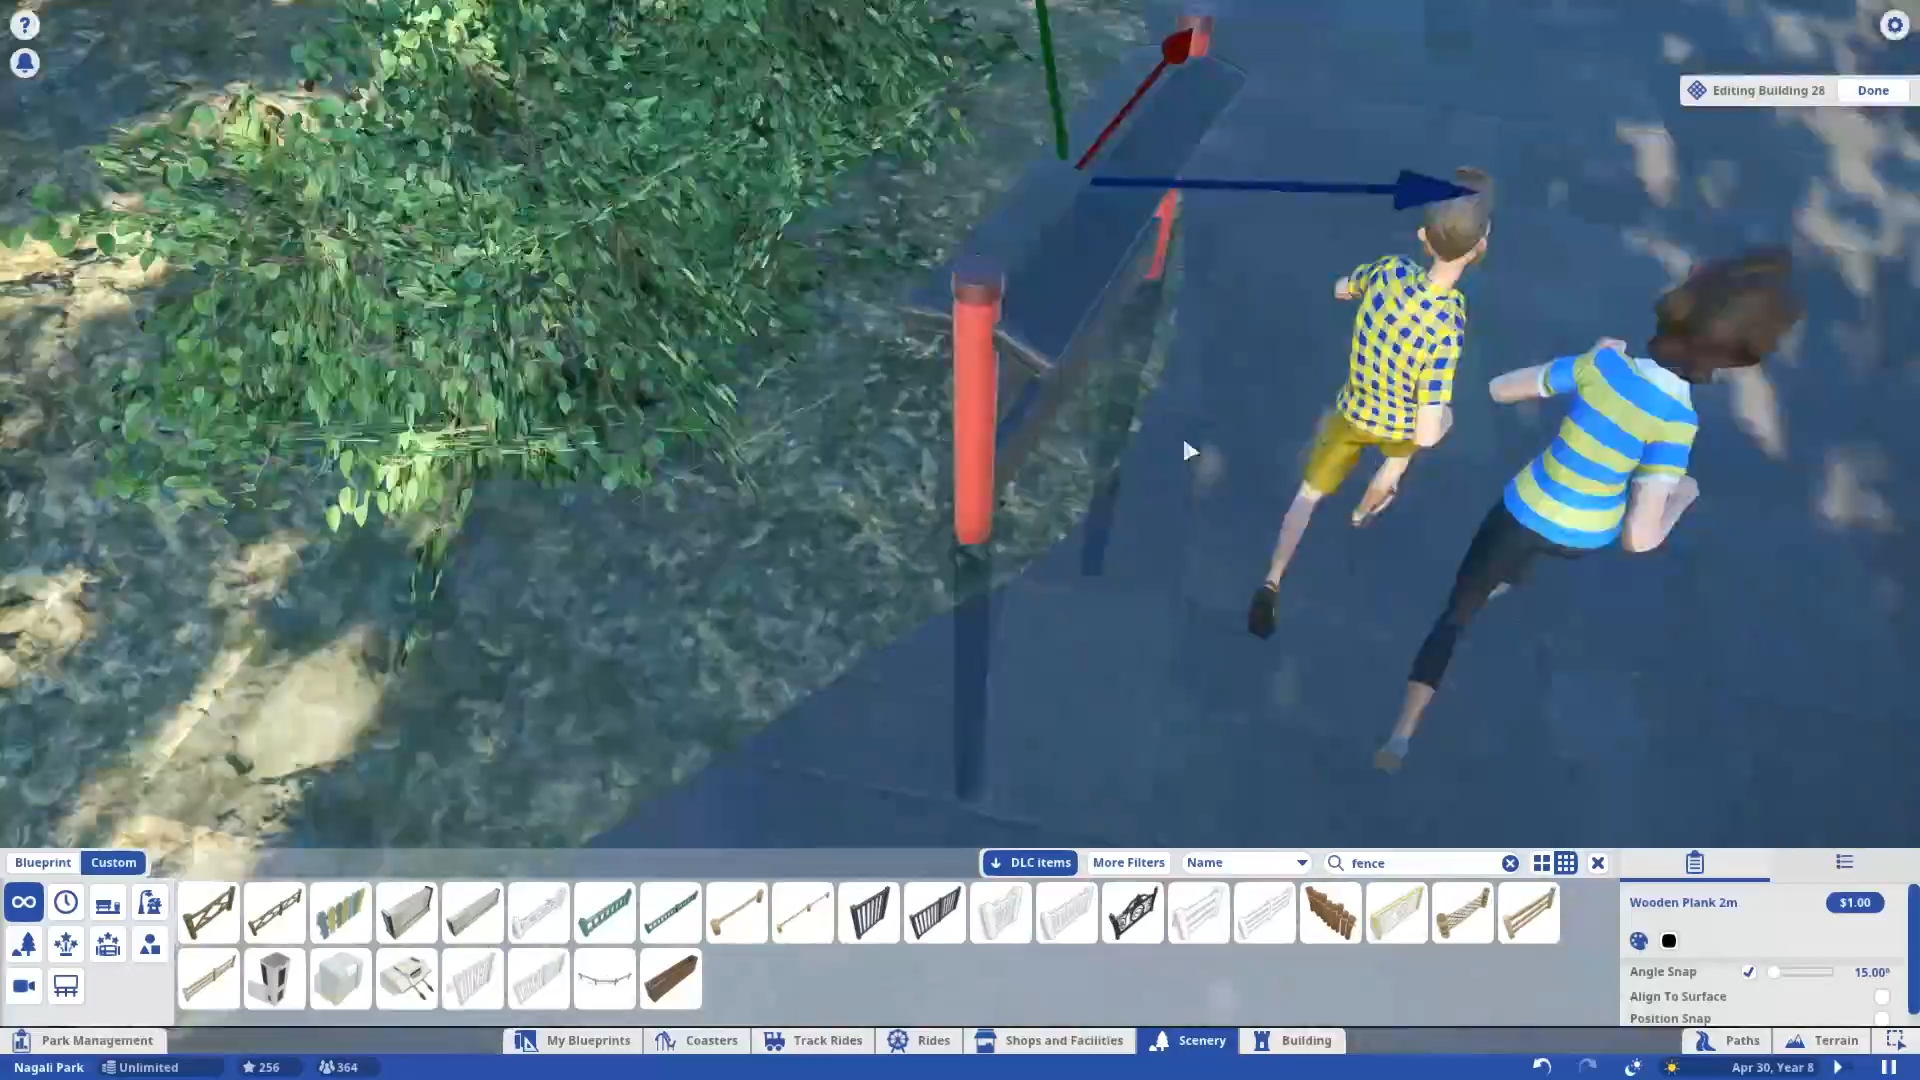 ?
Editing Building 28
Done
Blueprint
Custom
DLC items
More Filters
Name
fence
Wooden Plank 2m
$1.00
Angle Snap
15.00°
Align To Surface
Position Snap
Park Management
My Blueprints
Coasters
Track Rides
Rides
Shops and Facilities
Scenery
Building
Paths
Terrain
Nagali Park
Unlimited
256
364
Apr 30, Year 8